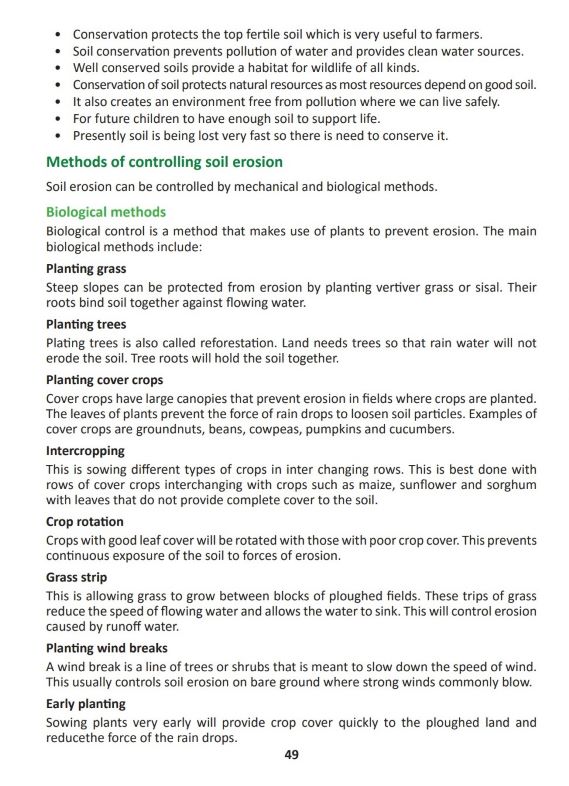 • Conservation protects the top fertile soil which is very useful to farmers.
• Soil conservation prevents pollution of water and provides clean water sources.
• Well conserved soils provide a habitat for wildlife of all kinds.
• Conservation of soil protects natural resources as most resources depend on good soil.
• It also creates an environment free from pollution where we can live safely.
• For future children to have enough soil to support life.
• Presently soil is being lost very fast so there is need to conserve it.
Methods of controlling soil erosion
Soil erosion can be controlled by mechanical and biological methods.
Biological methods
Biological control is a method that makes use of plants to prevent erosion. The main
biological methods include:
Planting grass
Steep slopes can be protected from erosion by planting vertiver grass or sisal. Their
roots bind soil together against flowing water.
Planting trees
Plating trees is also called reforestation. Land needs trees so that rain water will not
erode the soil. Tree roots will hold the soil together.
Planting cover crops
Cover crops have large canopies that prevent erosion in fields where crops are planted.
The leaves of plants prevent the force of rain drops to loosen soil particles. Examples of
cover crops are groundnuts, beans, cowpeas, pumpkins and cucumbers.
Intercropping
This is sowing different types of crops in inter changing rows. This is best done with
rows of cover crops interchanging with crops such as maize, sunflower and sorghum
with leaves that do not provide complete cover to the soil.
Crop rotation
Crops with good leaf cover will be rotated with those with poor crop cover. This prevents
continuous exposure of the soil to forces of erosion.
Grass strip
This is allowing grass to grow between blocks of ploughed fields. These trips of grass
reduce the speed of flowing water and allows the water to sink. This will control erosion
caused by runoff water.
Planting wind breaks
A wind break is a line of trees or shrubs that is meant to slow down the speed of wind.
This usually controls soil erosion on bare ground where strong winds commonly blow.
Early planting
Sowing plants very early will provide crop cover quickly to the ploughed land and
reducethe force of the rain drops.
49